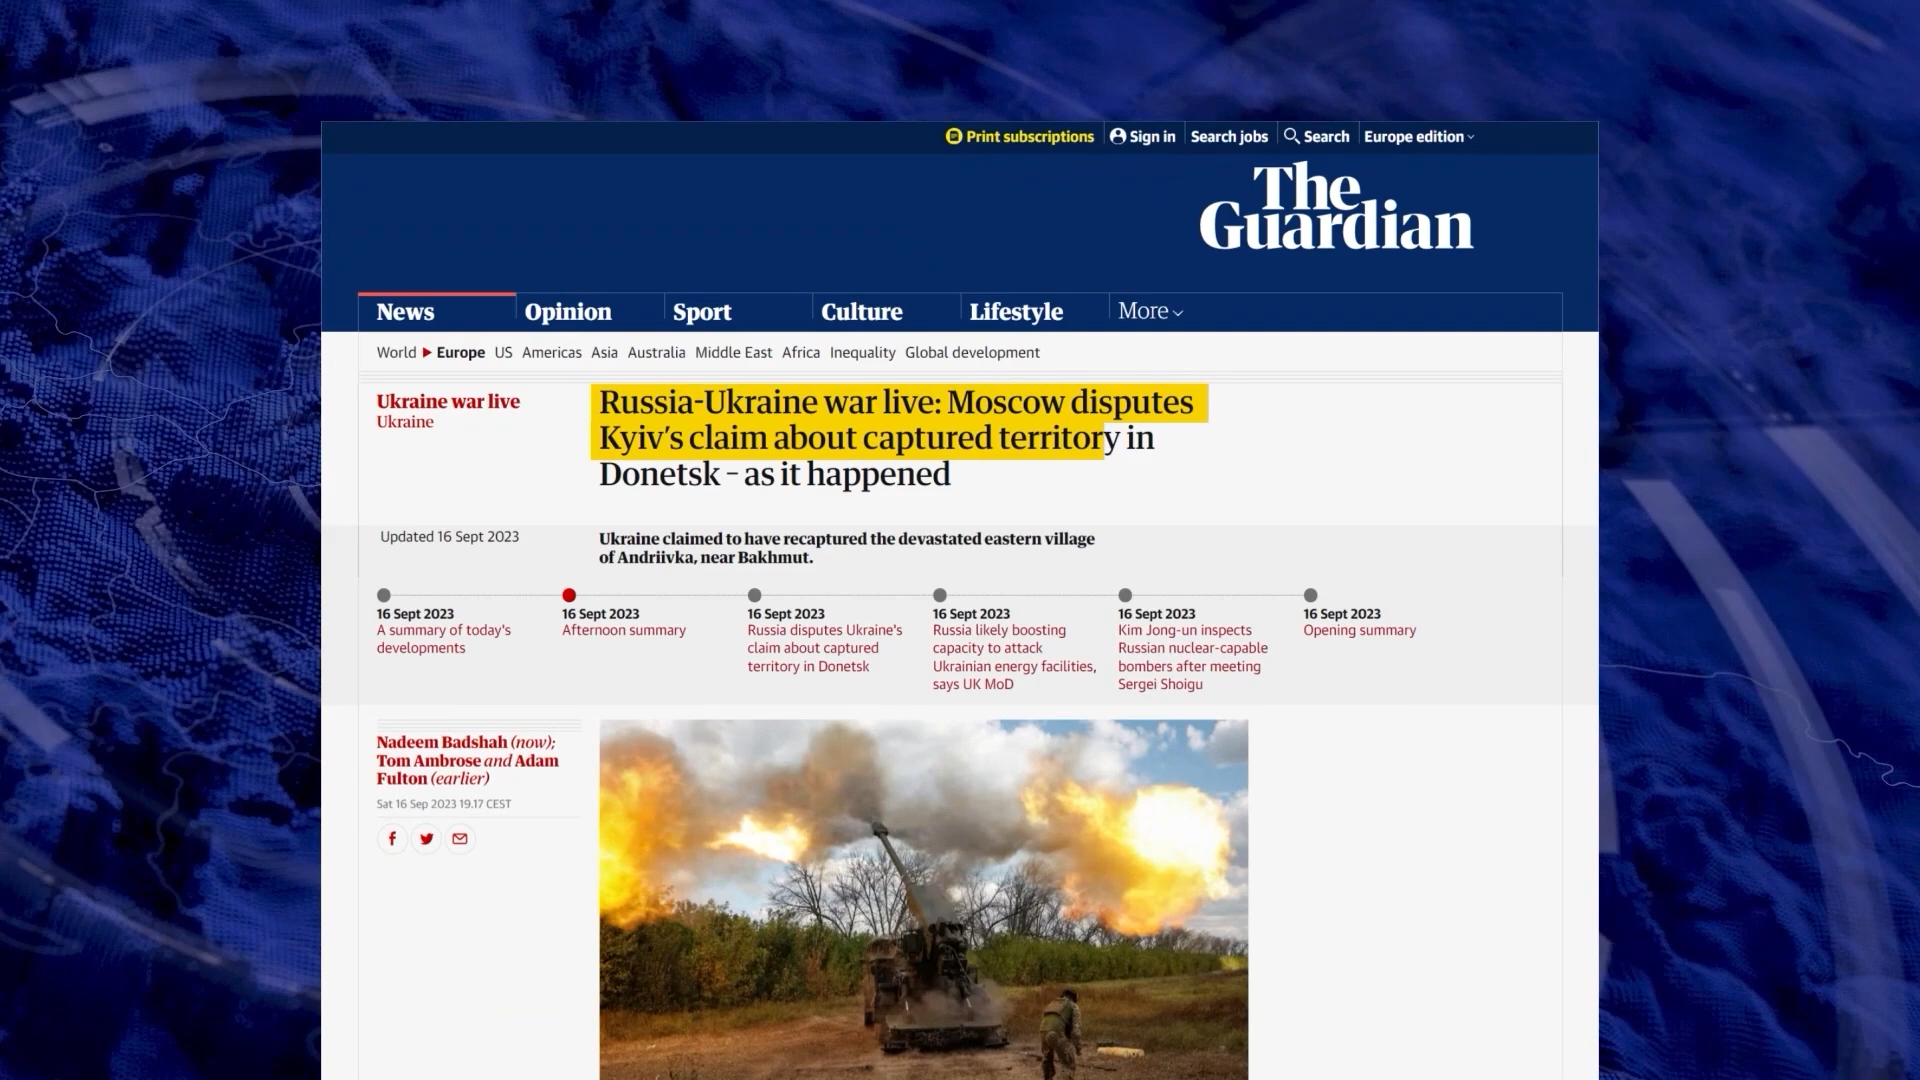 Print subscriptions
Sign in
Search jobs
Search
Europe edition
The
Guardian
News
Opinion
Sport
Culture
Lifestyle
More
World
Europe
US
Americas
Asia
Australia
Middle East
Africa
Inequality
Global development
Ukraine war live
Ukraine
Russia-Ukraine war live: Moscow disputes
Kyiv’s claim about captured territory in
Donetsk – as it happened
Updated 16 Sept 2023
Ukraine claimed to have recaptured the devastated eastern village
of Andriivka, near Bakhmut.
16 Sept 2023
A summary of today's
developments
16 Sept 2023
Afternoon summary
16 Sept 2023
Russia disputes Ukraine's
claim about captured
territory in Donetsk
16 Sept 2023
Russia likely boosting
capacity to attack
Ukrainian energy facilities,
says UK MoD
16 Sept 2023
Kim Jong-un inspects
Russian nuclear-capable
bombers after meeting
Sergei Shoigu
16 Sept 2023
Opening summary
Nadeem Badshah (now);
Tom Ambrose and Adam
Fulton (earlier)
Sat 16 Sep 2023 19.17 CEST